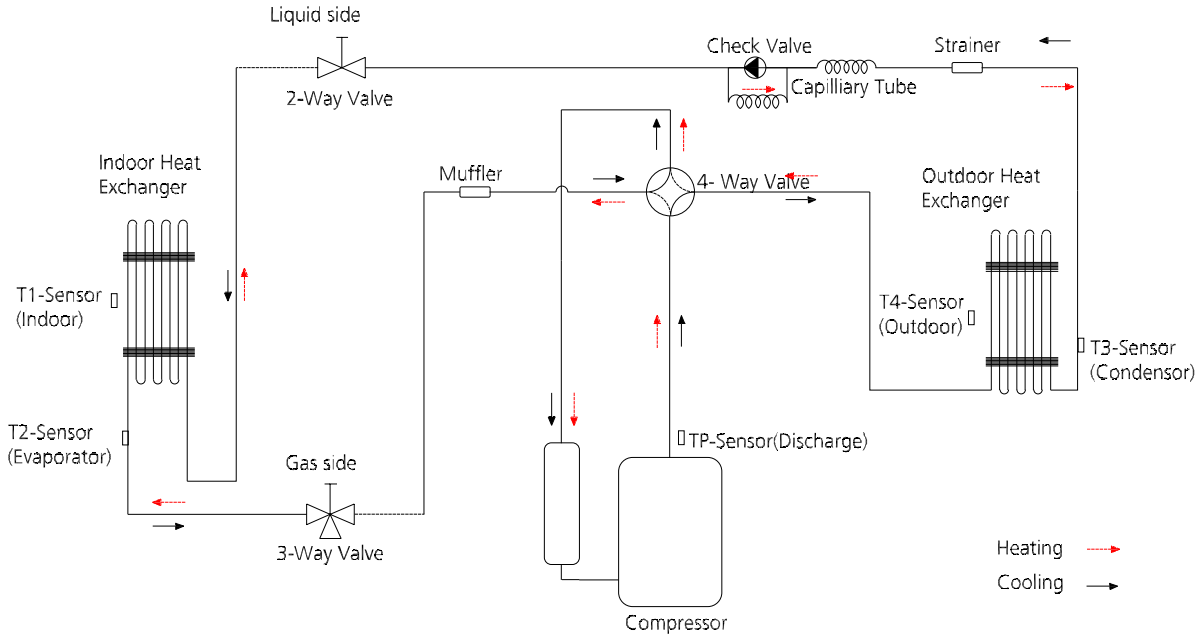 Liquid side
2-Way Valve
Check Valve
Capilliary Tube
Strainer
Indoor Heat
Exchanger
Muffler
4- Way Valve
Outdoor Heat
Exchanger
T1-Sensor
(Indoor)
T4-Sensor
(Outdoor)
T3-Sensor
(Condensor)
T2-Sensor
(Evaporator)
TP-Sensor(Discharge)
Gas side
3-Way Valve
Compressor
Heating
Cooling